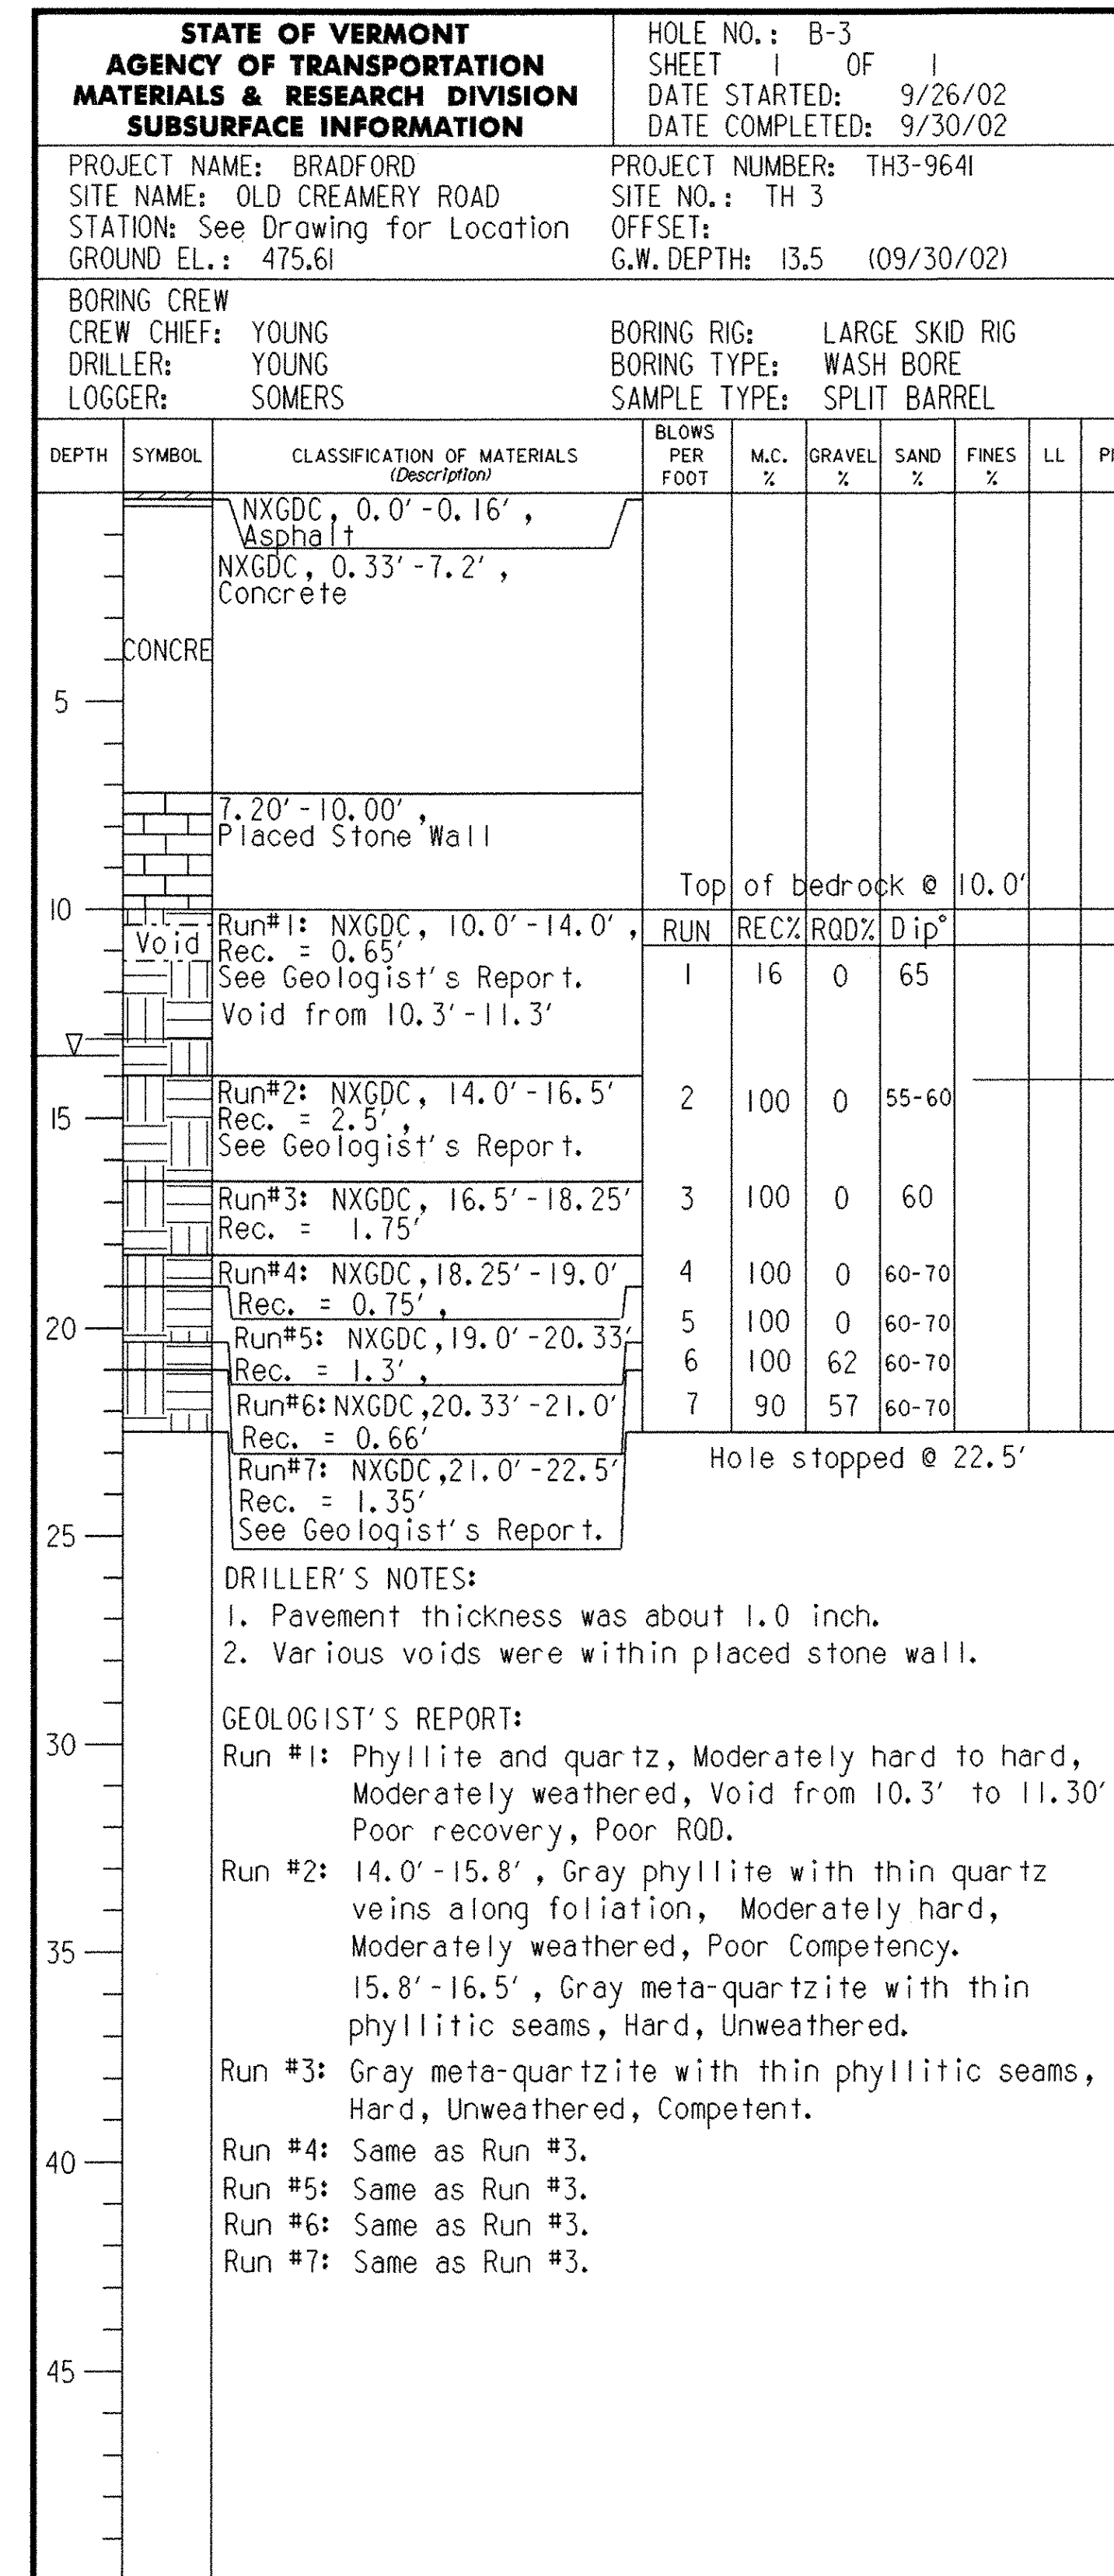 STATE OF VERMONT
AGENCY OF TRANSPORTATION
MATERIALS & RESEARCH DIVISION
SUBSURFACE INFORMATION
HOLE NO.: B-3
SHEET 1 OF 1
DATE STARTED: 9/26/02
DATE COMPLETED: 9/30/02
PROJECT NAME: BRADFORD
SITE NAME: OLD CREAMERY ROAD
STATION: See Drawing for Location
GROUND EL.: 475.61
PROJECT NUMBER: TH3-9641
SITE NO.: TH 3
OFFSET:
G.W. DEPTH: 13.5 (09/30/02)
BORING CREW
CREW CHIEF: YOUNG
DRILLER: YOUNG
LOGGER: SOMERS
BORING RIG: LARGE SKID RIG
BORING TYPE: WASH BORE
SAMPLE TYPE: SPLIT BARREL
DEPTH
SYMBOL
CLASSIFICATION OF MATERIALS
(Description)
BLOWS
PER
FOOT
M.C.
%
GRAVEL
%
SAND
%
FINES
%
LL
NXGDC, 0.0'-0.16',
Asphalt
NXGDC, 0.33'-7.2',
Concrete
CONCRE
5
7.20'-10.00',
Placed Stone Wall
Top of bedrock @ 10.0'
10
Void
Run#1: NXGDC, 10.0'-14.0',
Rec. = 0.65'
See Geologist's Report.
Void from 10.3'-11.3'
RUN REC% RQD% Dip°
1 16 0 65
Run#2: NXGDC, 14.0'-16.5'
Rec. = 2.5',
See Geologist's Report.
2 100 0 55-60
15
Run#3: NXGDC, 16.5'-18.25'
Rec. = 1.75'
3 100 0 60
Run#4: NXGDC,18.25'-19.0'
Rec. = 0.75',
4 100 0 60-70
20
Run#5: NXGDC,19.0'-20.33'
Rec. = 1.3',
5 100 0 60-70
Run#6: NXGDC,20.33'-21.0'
Rec. = 0.66'
6 100 62 60-70
Run#7: NXGDC,21.0'-22.5'
Rec. = 1.35'
See Geologist's Report.
7 90 57 60-70
Hole stopped @ 22.5'
25
DRILLER'S NOTES:
1. Pavement thickness was about 1.0 inch.
2. Various voids were within placed stone wall.
GEOLOGIST'S REPORT:
30
Run #1: Phyllite and quartz, Moderately hard to hard,
Moderately weathered, Void from 10.3' to 11.30'
Poor recovery, Poor RQD.
Run #2: 14.0'-15.8', Gray phyllite with thin quartz
veins along foliation, Moderately hard,
Moderately weathered, Poor Competency.
35
15.8'-16.5', Gray meta-quartzite with thin
phyllitic seams, Hard, Unweathered.
Run #3: Gray meta-quartzite with thin phyllitic seams,
Hard, Unweathered, Competent.
40
Run #4: Same as Run #3.
Run #5: Same as Run #3.
Run #6: Same as Run #3.
Run #7: Same as Run #3.
45